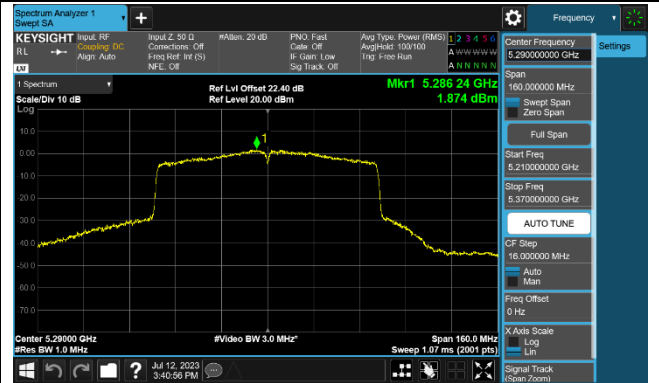 Spectrum Analyzer 1
Swept SA
+
Frequency
KEYSIGHT
RL
LXI
Input: RF
Coupling: DC
Align: Auto
Input Z: 50 Ω
Corrections: Off
Freq Ref: Int (S)
NFE: Off
#Atten: 20 dB
PNO: Fast
Gate: Off
IF Gain: Low
Sig Track: Off
Avg Type: Power (RMS)
Avg|Hold: 100/100
Trig: Free Run
1 2 3 4 5 6
A W W W W W
A N N N N N
1 Spectrum
Scale/Div 10 dB
Log
Ref Lvl Offset 22.40 dB
Ref Level 20.00 dBm
Mkr1 5.286 24 GHz
1.874 dBm
1
10.0
0.00
-10.0
-20.0
-30.0
-40.0
-50.0
-60.0
-70.0
Center 5.29000 GHz
#Res BW 1.0 MHz
#Video BW 3.0 MHz*
Span 160.0 MHz
Sweep 1.07 ms (2001 pts)
Center Frequency
5.290000000 GHz
Settings
Span
160.000000 MHz
Swept Span
Zero Span
Full Span
Start Freq
5.210000000 GHz
Stop Freq
5.370000000 GHz
AUTO TUNE
CF Step
16.000000 MHz
Auto
Man
Freq Offset
0 Hz
X Axis Scale
Log
Lin
Signal Track
(Span Zoom)
?
Jul 12, 2023
3:40:56 PM